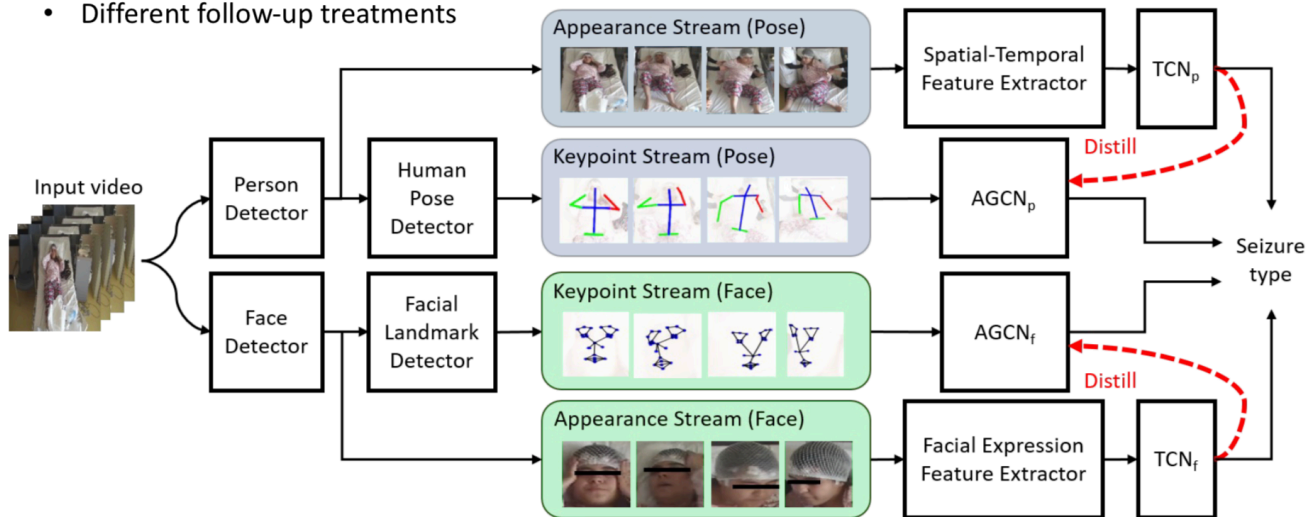 • Different follow-up treatments
Appearance Stream (Pose)
Spatial-Temporal
Feature Extractor
TCNp
Distill
Input video
Person
Detector
Human
Pose
Detector
Keypoint Stream (Pose)
AGCNp
Seizure
type
Face
Detector
Facial
Landmark
Detector
Keypoint Stream (Face)
AGCNf
Distill
Appearance Stream (Face)
Facial Expression
Feature Extractor
TCNf